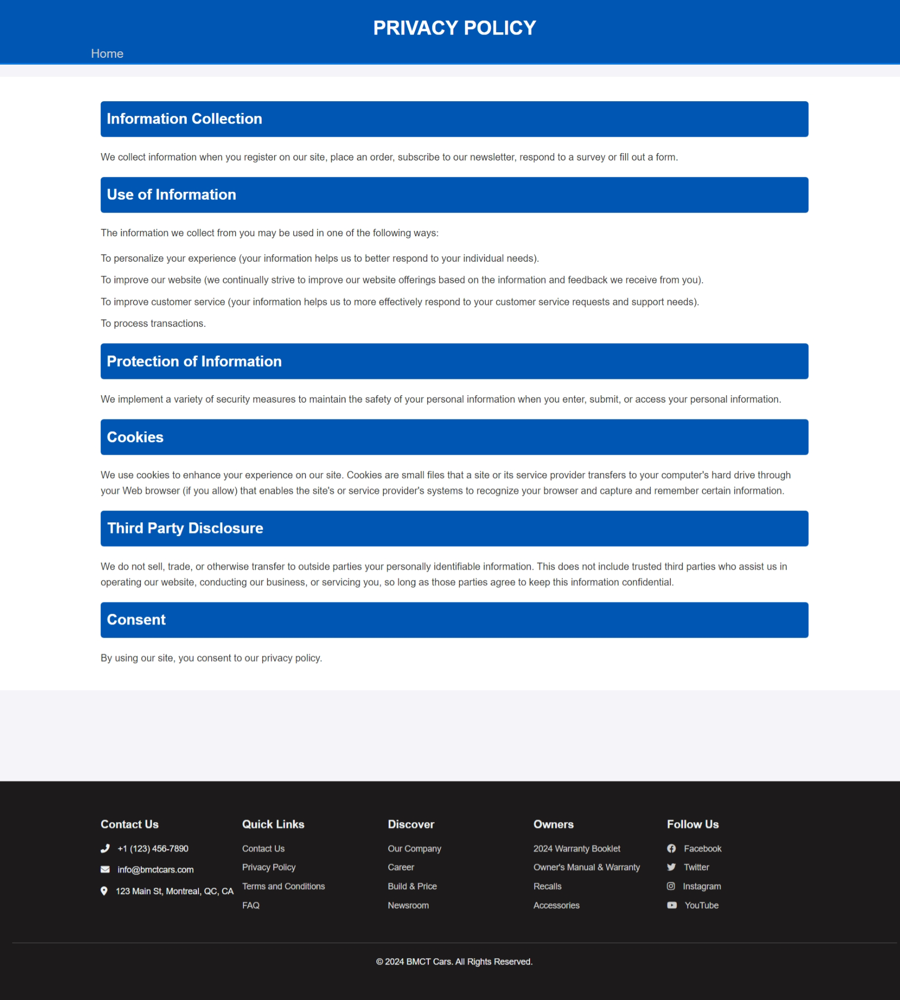 PRIVACY POLICY
Home
Information Collection
We collect information when you register on our site, place an order, subscribe to our newsletter, respond to a survey or fill out a form.
Use of Information
The information we collect from you may be used in one of the following ways:
To personalize your experience (your information helps us to better respond to your individual needs).
To improve our website (we continually strive to improve our website offerings based on the information and feedback we receive from you).
To improve customer service (your information helps us to more effectively respond to your customer service requests and support needs).
To process transactions.
Protection of Information
We implement a variety of security measures to maintain the safety of your personal information when you enter, submit, or access your personal information.
Cookies
We use cookies to enhance your experience on our site. Cookies are small files that a site or its service provider transfers to your computer's hard drive through
your Web browser (if you allow) that enables the site's or service provider's systems to recognize your browser and capture and remember certain information.
Third Party Disclosure
We do not sell, trade, or otherwise transfer to outside parties your personally identifiable information. This does not include trusted third parties who assist us in
operating our website, conducting our business, or servicing you, so long as those parties agree to keep this information confidential.
Consent
By using our site, you consent to our privacy policy.
Contact Us
+1 (123) 456-7890
info@bmctcars.com
123 Main St, Montreal, QC, CA
Quick Links
Contact Us
Privacy Policy
Terms and Conditions
FAQ
Discover
Our Company
Career
Build & Price
Newsroom
Owners
2024 Warranty Booklet
Owner's Manual & Warranty
Recalls
Accessories
Follow Us
Facebook
Twitter
Instagram
YouTube
© 2024 BMCT Cars. All Rights Reserved.